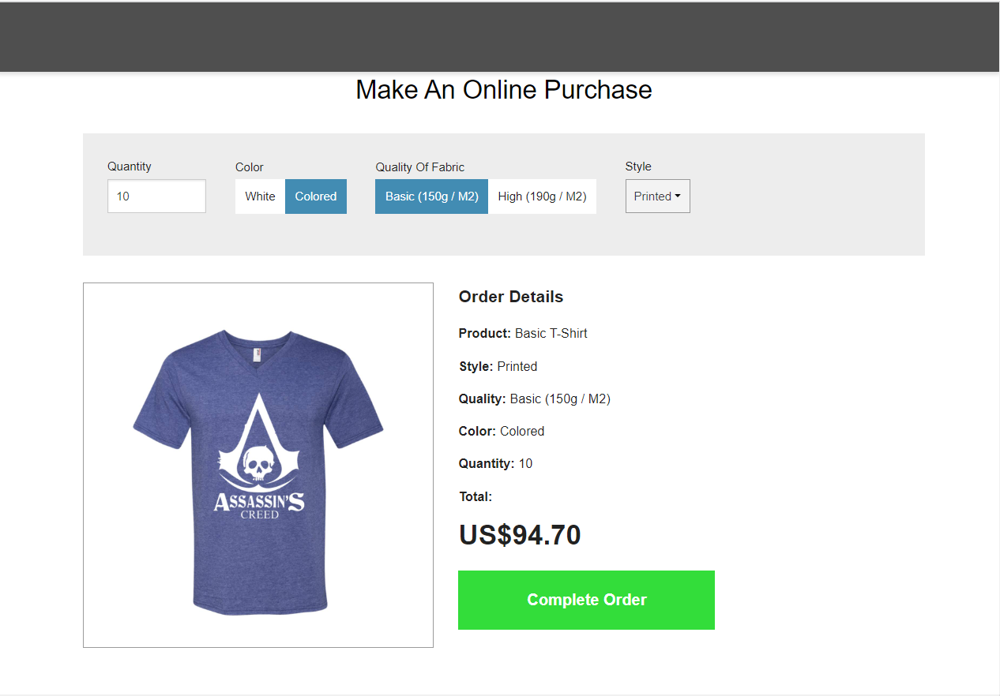 Make An Online Purchase
Quantity
Color
Quality Of Fabric
Style
10
White
Colored
Basic (150g / M2)
High (190g / M2)
Printed
ASSASSIN'S
CREED
Order Details
Product: Basic T-Shirt
Style: Printed
Quality: Basic (150g / M2)
Color: Colored
Quantity: 10
Total:
US$94.70
Complete Order